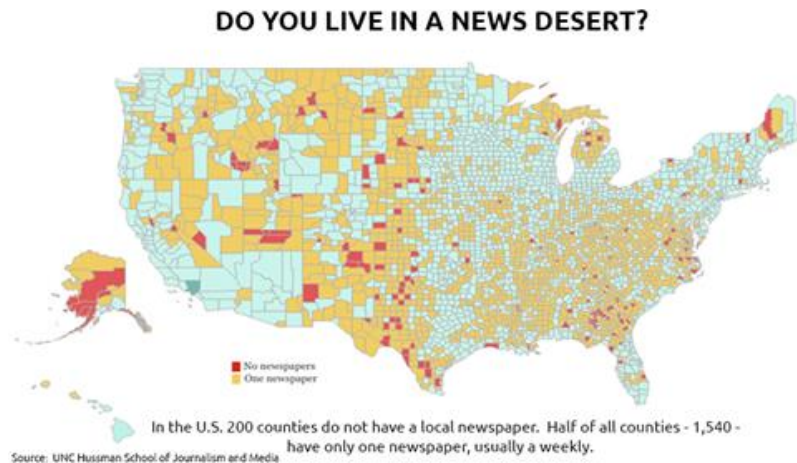 DO YOU LIVE IN A NEWS DESERT?
No newspapers
One newspaper
In the U.S. 200 counties do not have a local newspaper. Half of all counties - 1,540 -
have only one newspaper, usually a weekly.
Source: UNC Hussman School of Journalism and Media